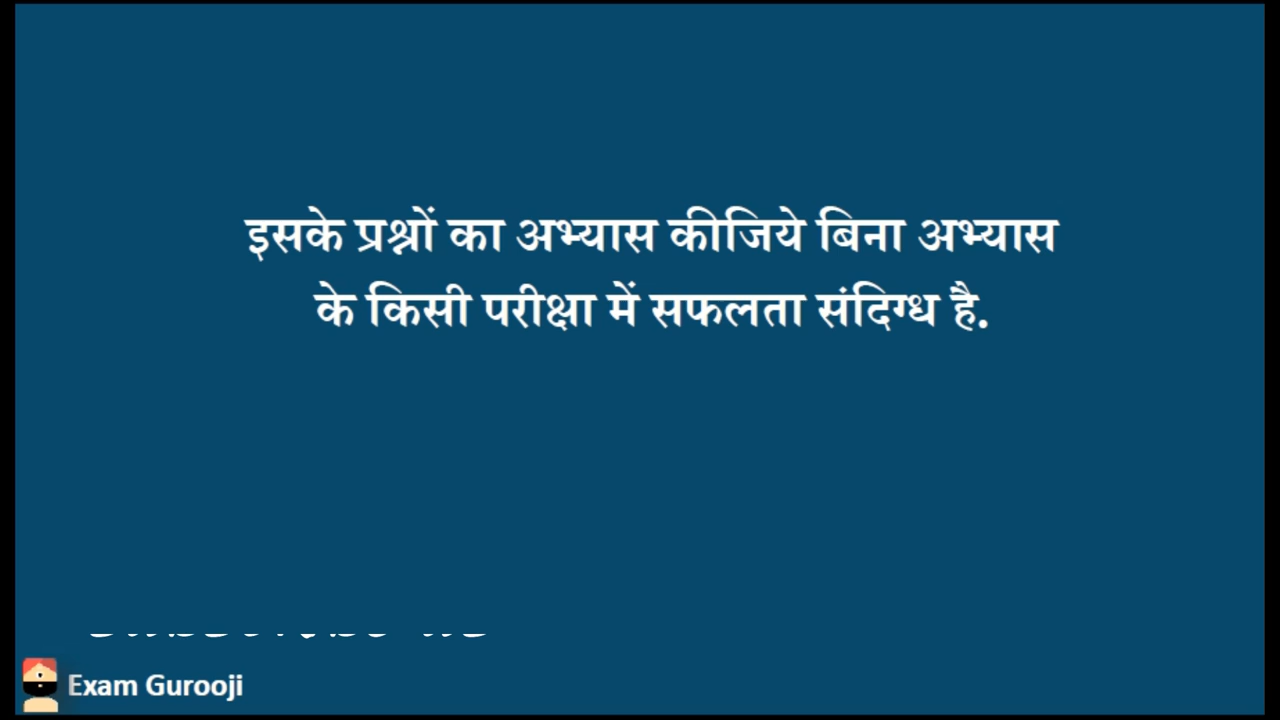 इसके प्रश्नों का अभ्यास कीजिये बिना अभ्यास
के किसी परीक्षा में सफलता संदिग्ध है.
Exam Gurooji